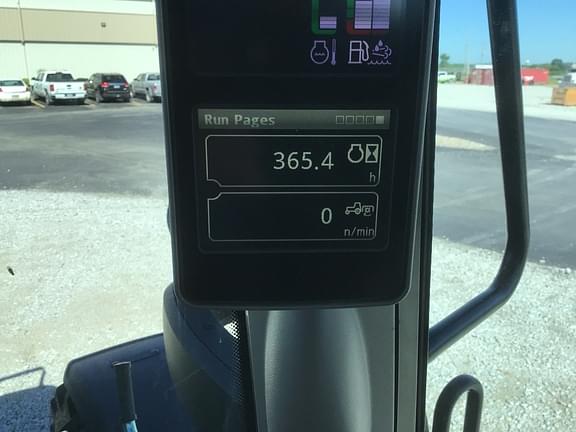 Run Pages
365.4
h
0
n/min